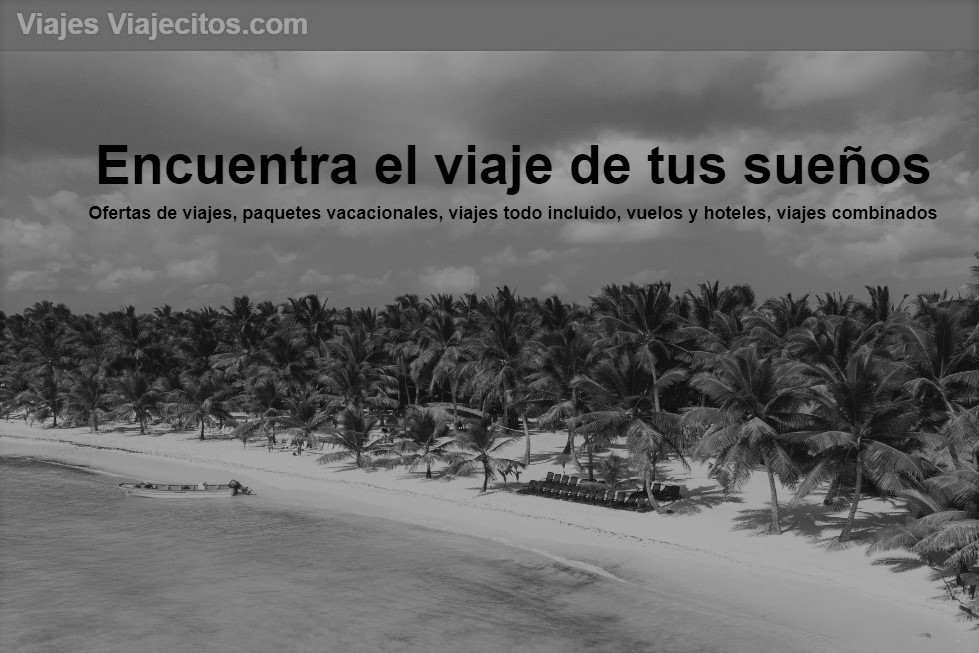 Viajes Viajecitos.com
Encuentra el viaje de tus sueños
Ofertas de viajes, paquetes vacacionales, viajes todo incluido, vuelos y hoteles, viajes combinados